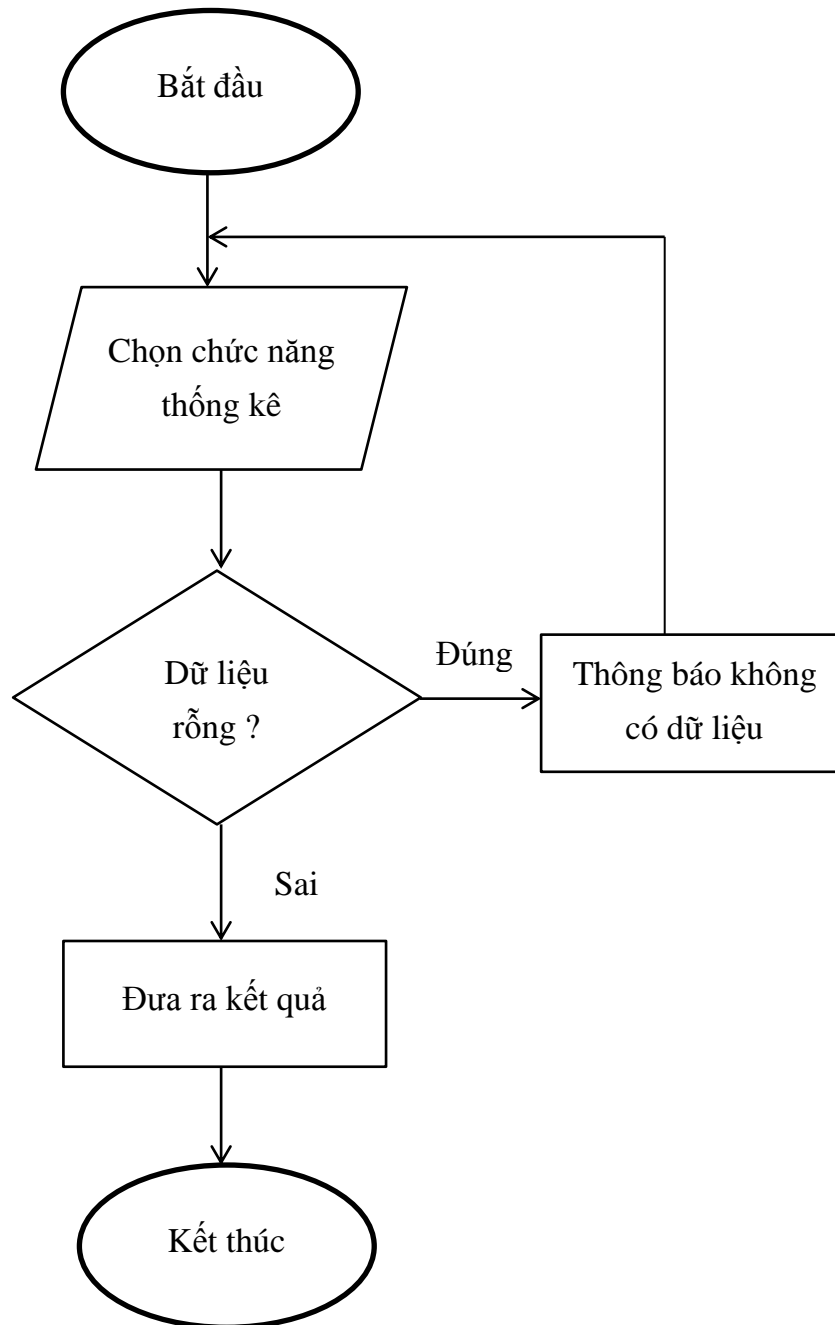 Bắt đầu
Chọn chức năng
thống kê
Dữ liệu
rỗng ?
Đúng
Thông báo không
có dữ liệu
Sai
Đưa ra kết quả
Kết thúc